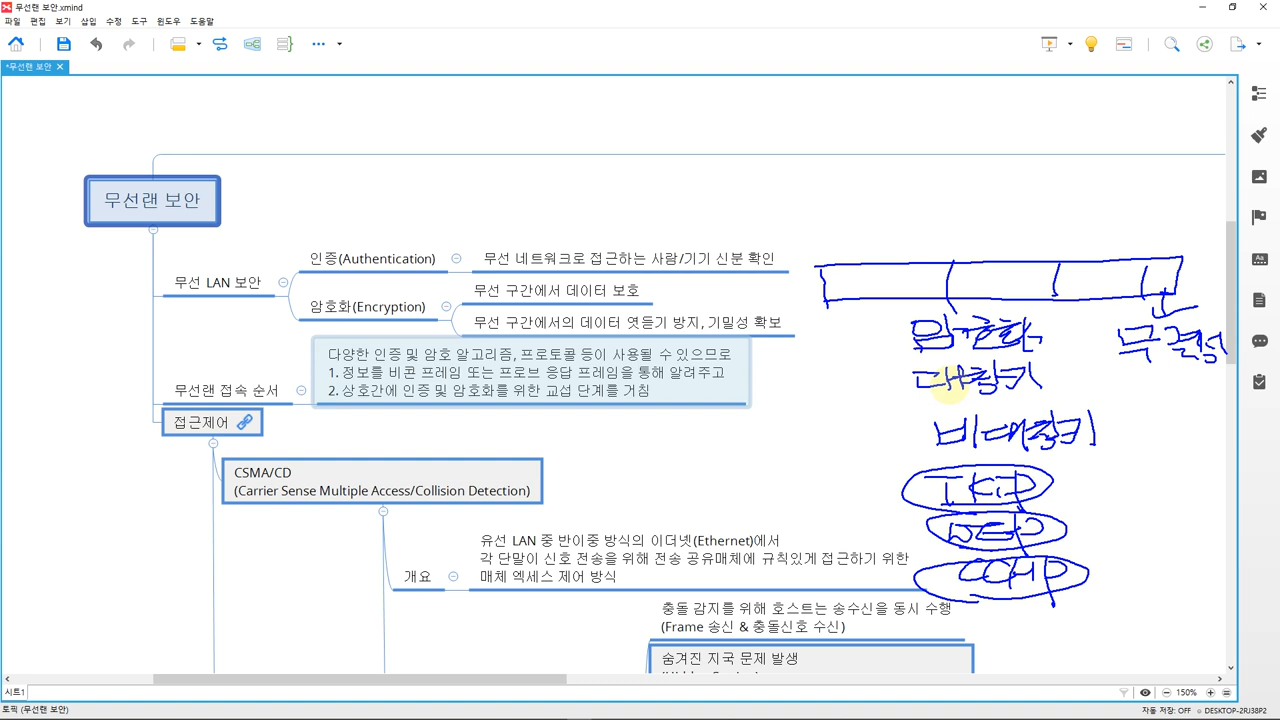 무선랜 보안.xmind
파일 편집 보기 삽입 수정 도구 윈도우 도움말
*무선랜 보안
무선랜 보안
무선 LAN 보안
인증(Authentication)
무선 네트워크로 접근하는 사람/기기 신분 확인
암호화(Encryption)
무선 구간에서 데이터 보호
무선 구간에서의 데이터 엿듣기 방지, 기밀성 확보
무선랜 접속 순서
다양한 인증 및 암호 알고리즘, 프로토콜 등이 사용될 수 있으므로
1. 정보를 비콘 프레임 또는 프로브 응답 프레임을 통해 알려주고
2. 상호간에 인증 및 암호화를 위한 교섭 단계를 거침
접근제어
CSMA/CD
(Carrier Sense Multiple Access/Collision Detection)
개요
유선 LAN 중 반이중 방식의 이더넷(Ethernet)에서
각 단말이 신호 전송을 위해 전송 공유매체에 규칙있게 접근하기 위한
매체 엑세스 제어 방식
충돌 감지를 위해 호스트는 송수신을 동시 수행
(Frame 송신 & 충돌신호 수신)
숨겨진 지국 문제 발생
암호화
무결성
대칭키
비대칭키
TKIP
WEP
CCMP
시트1
150%
토픽 (무선랜 보안)
자동 저장: OFF
DESKTOP-2RJ38P2